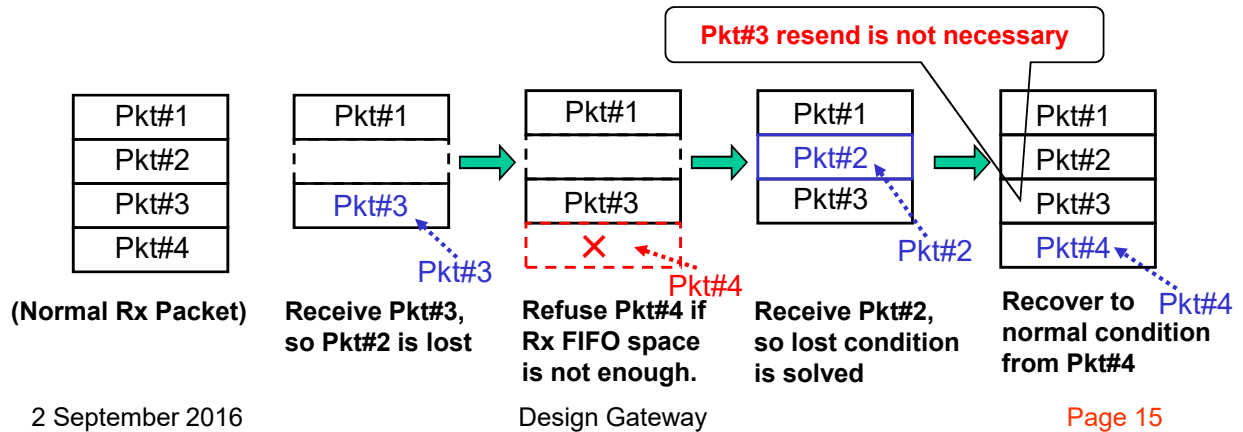 Pkt#3 resend is not necessary
Pkt#1
Pkt#2
Pkt#3
Pkt#4
(Normal Rx Packet)
Pkt#1
Pkt#3
Pkt#3
Receive Pkt#3,
so Pkt#2 is lost
Pkt#1
Pkt#3
Pkt#4
Refuse Pkt#4 if
Rx FIFO space
is not enough.
Pkt#1
Pkt#2
Pkt#3
Pkt#2
Receive Pkt#2,
so lost condition
is solved
Pkt#1
Pkt#2
Pkt#3
Pkt#4
Pkt#4
Recover to
normal condition
from Pkt#4
2 September 2016
Design Gateway
Page 15